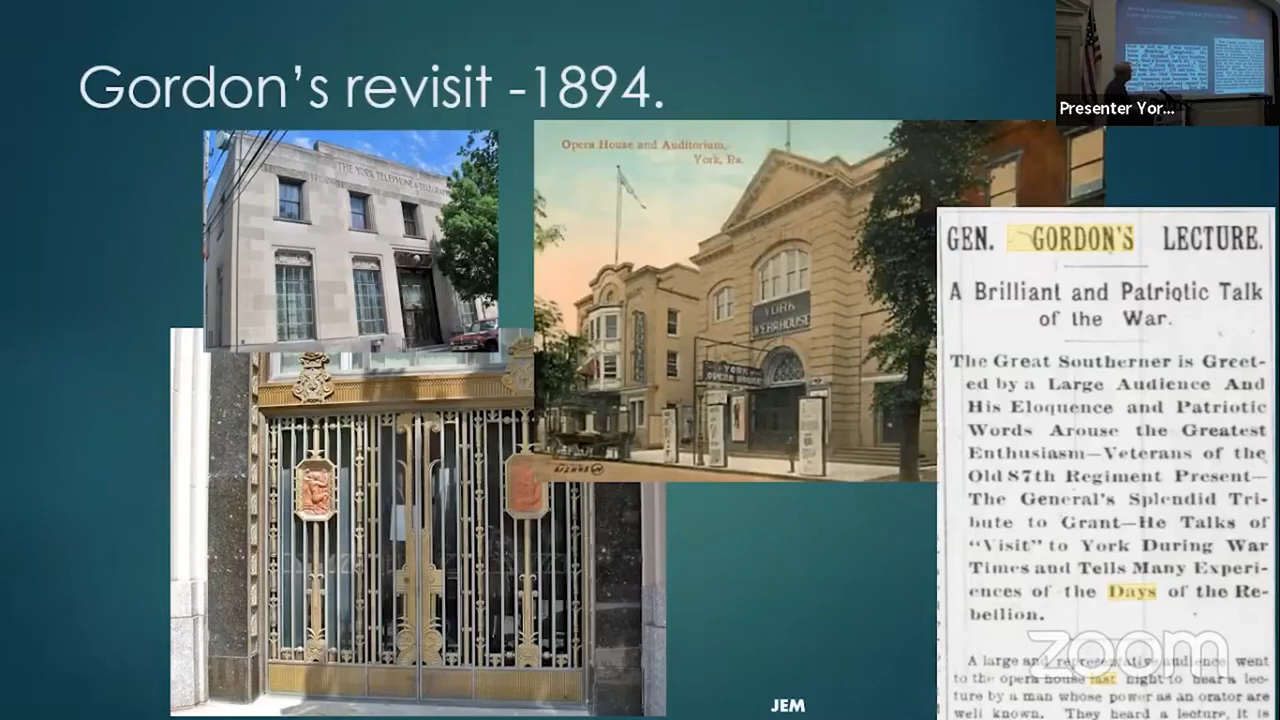 Gordon's revisit -1894.
Presenter Yor...
THE YORK TELEPHONE & TELEGRAPH
Opera House and Auditorium,
York, Pa.
YORK
OPERA HOUSE
YORK
OPERA HOUSE
GEN. GORDON'S LECTURE.
A Brilliant and Patriotic Talk
of the War.
The Great Southerner is Greet-
ed by a Large Audience And
His Eloquence and Patriotic
Words Arouse the Greatest
Enthusiasm—Veterans of the
Old 87th Regiment Present—
The General's Splendid Tri-
bute to Grant—He Talks of
"Visit" to York During War
Times and Tells Many Experi-
ences of the Days of the Re-
bellion.
A large and representative audience went
to the opera house last night to hear a lec-
ture by a man whose power as an orator are
well known. They heard a lecture, it is
zoom
JEM